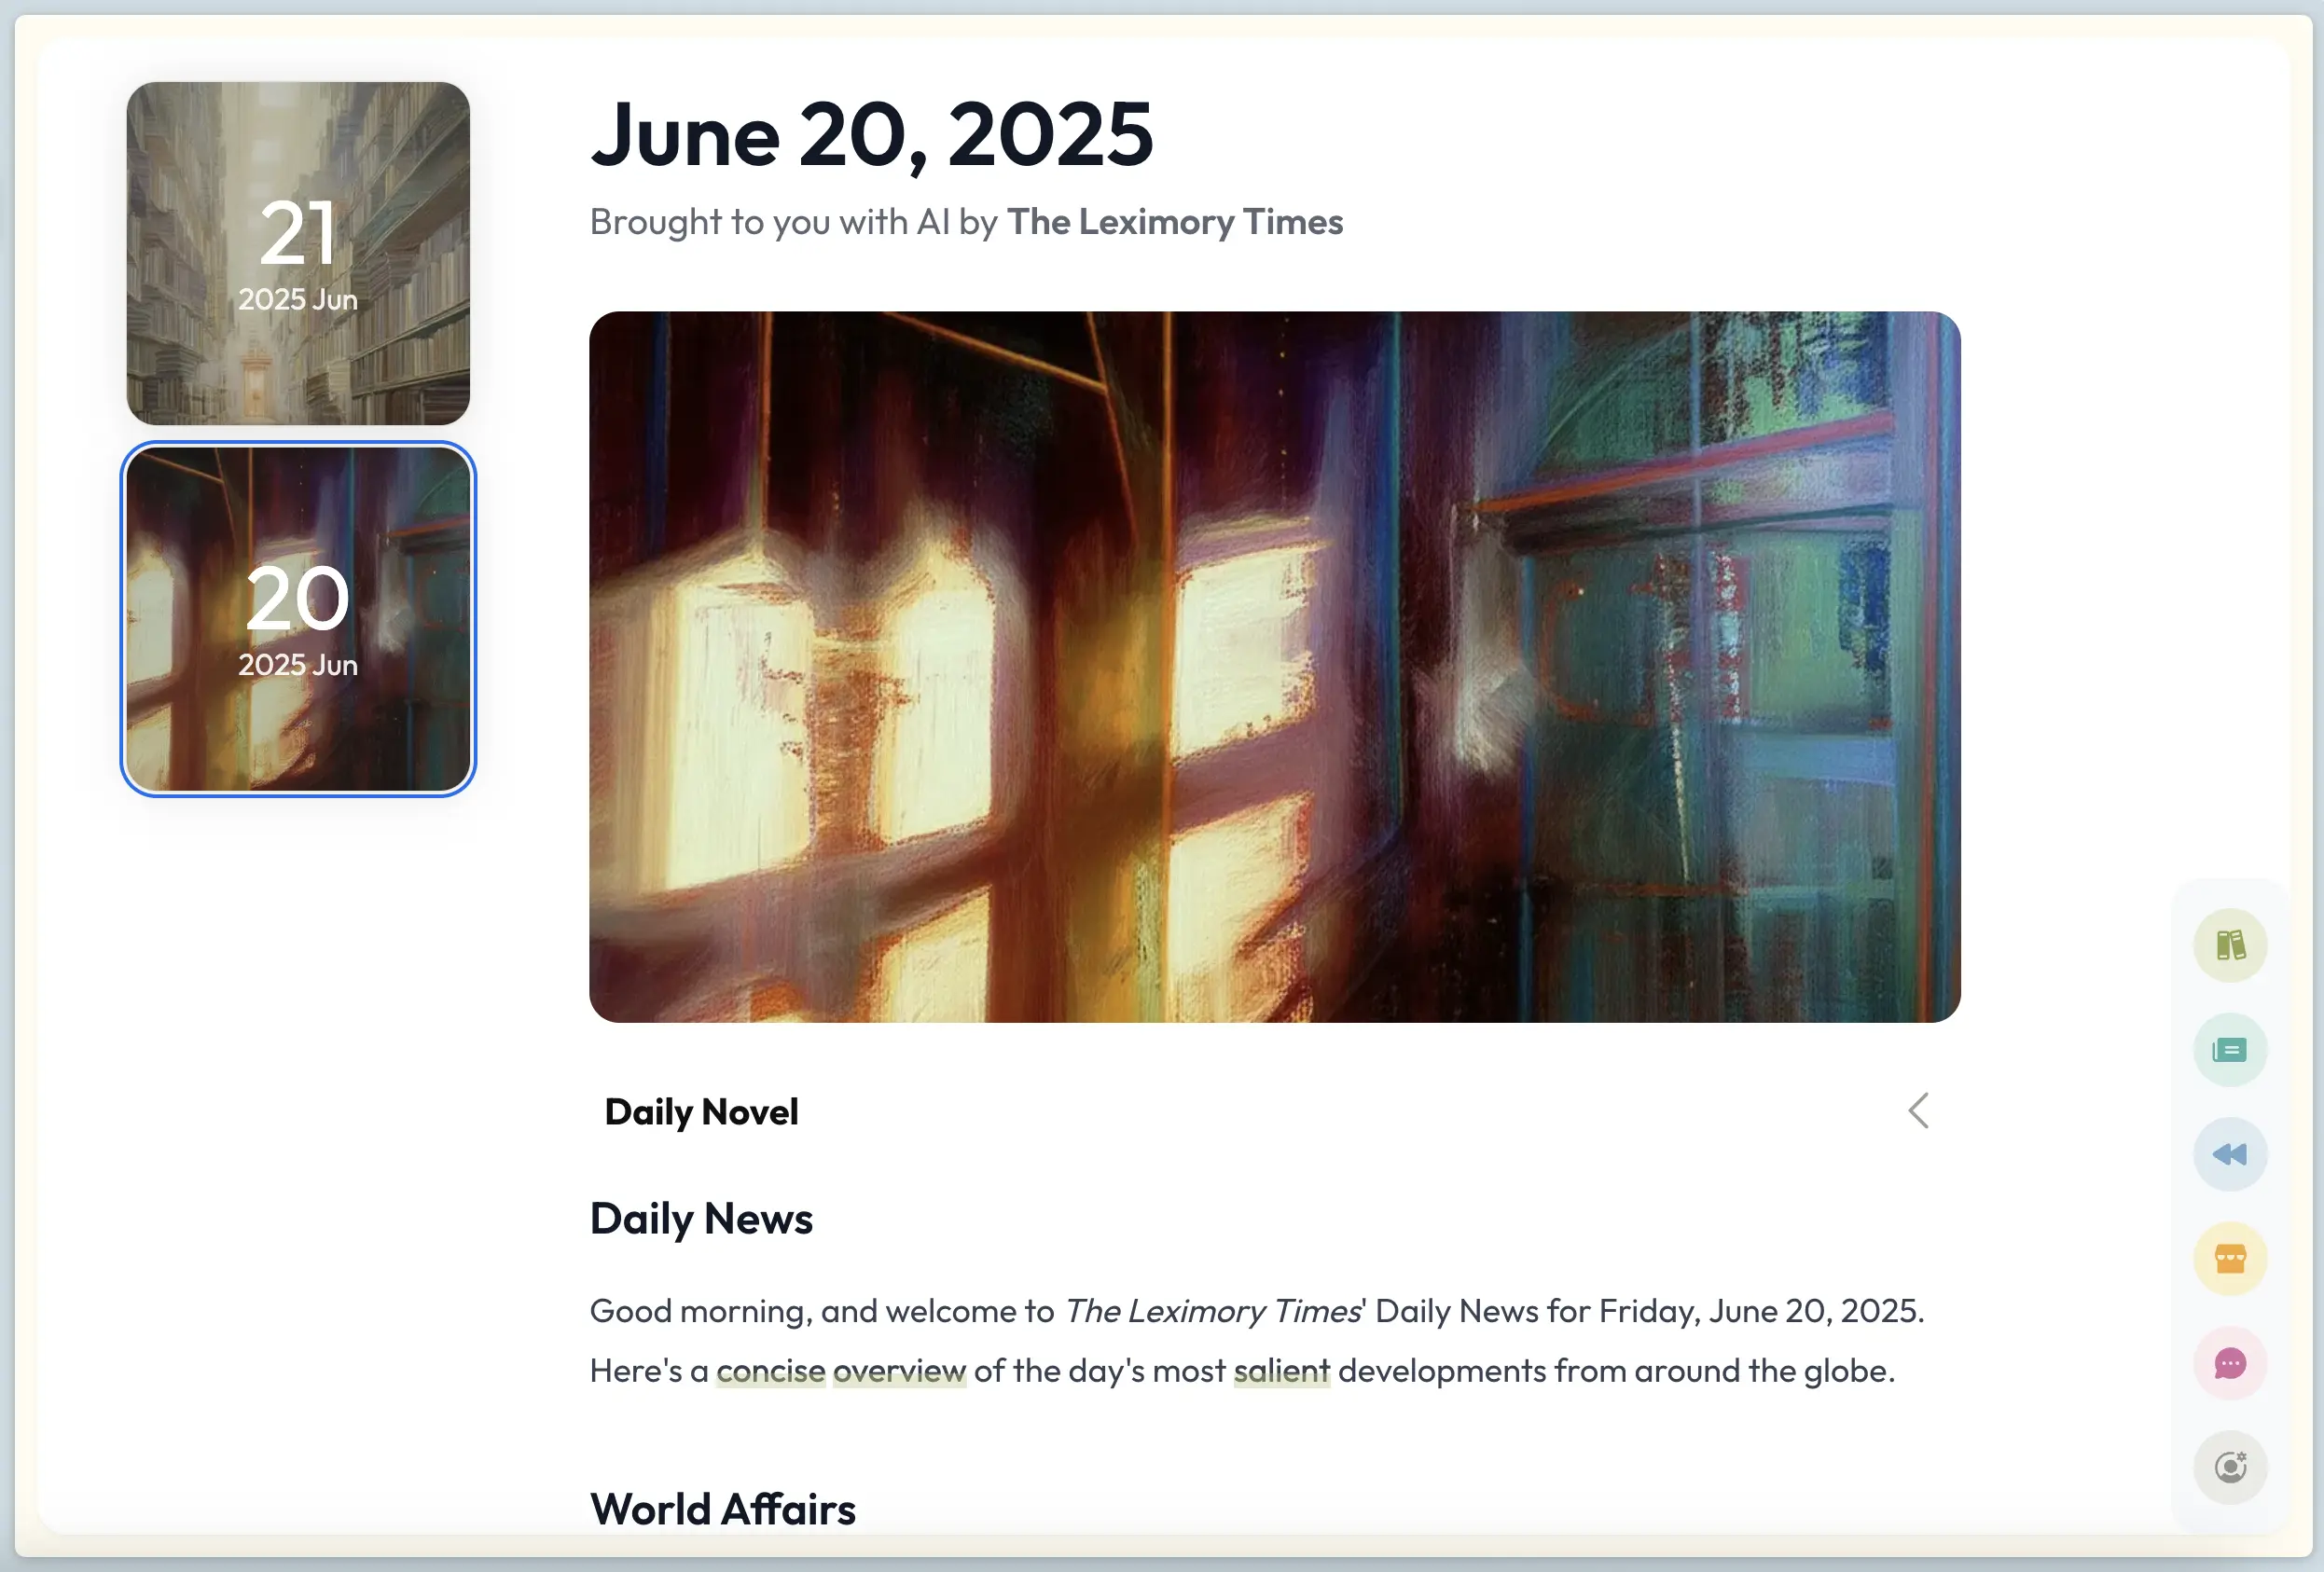 21
2025 Jun
20
2025 Jun
June 20, 2025
Brought to you with AI by The Leximory Times
Daily Novel
Daily News
Good morning, and welcome to The Leximory Times' Daily News for Friday, June 20, 2025.
Here's a concise overview of the day's most salient developments from around the globe.
World Affairs